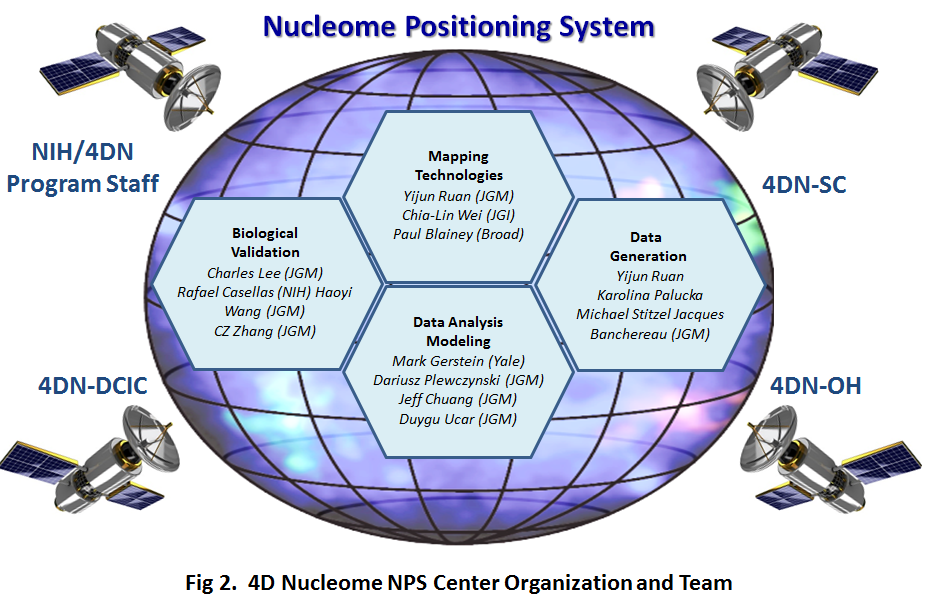 Nucleome Positioning System
NIH/4DN
Program Staff
4DN-SC
Mapping
Technologies
Yijun Ruan (JGM)
Chia-Lin Wei (JGI)
Paul Blainey (Broad)
Biological
Validation
Charles Lee (JGM)
Rafael Casellas (NIH) Haoyi
Wang (JGM)
CZ Zhang (JGM)
Data
Generation
Yijun Ruan
Karolina Palucka
Michael Stitzel Jacques
Banchereau (JGM)
Data Analysis
Modeling
Mark Gerstein (Yale)
Dariusz Plewczynski (JGM)
Jeff Chuang (JGM)
Duygu Ucar (JGM)
4DN-DCIC
4DN-OH
Fig 2.  4D Nucleome NPS Center Organization and Team